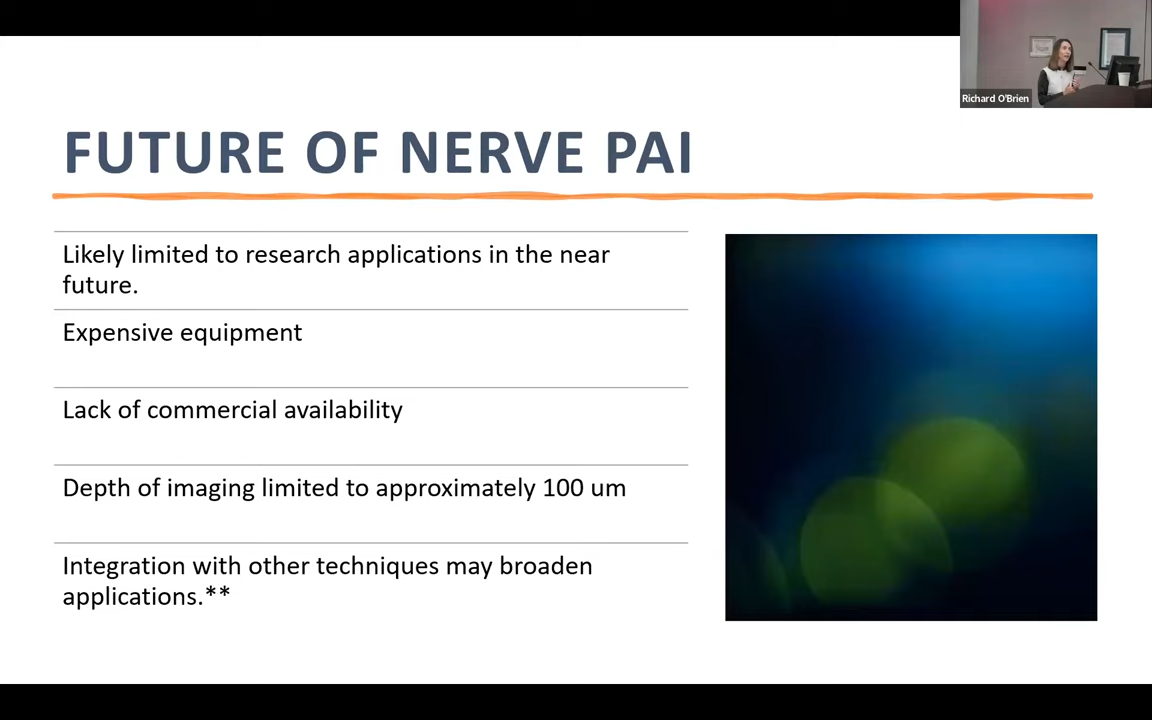 Richard O'Brien
FUTURE OF NERVE PAI
Likely limited to research applications in the near
future.
Expensive equipment
Lack of commercial availability
Depth of imaging limited to approximately 100 um
Integration with other techniques may broaden
applications.**